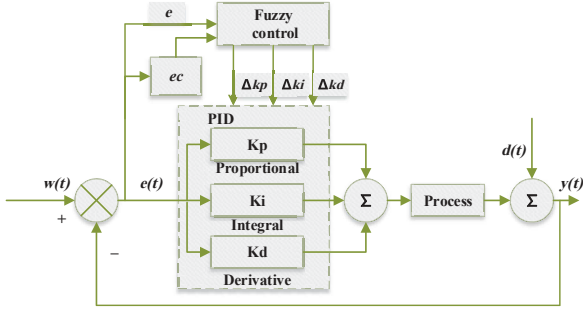 e
Fuzzy
control
ec
Δkp Δki Δkd
PID
Kp
Proportional
d(t)
w(t)
e(t)
Ki
Σ
Process
Σ
y(t)
+
Integral
−
Kd
Derivative